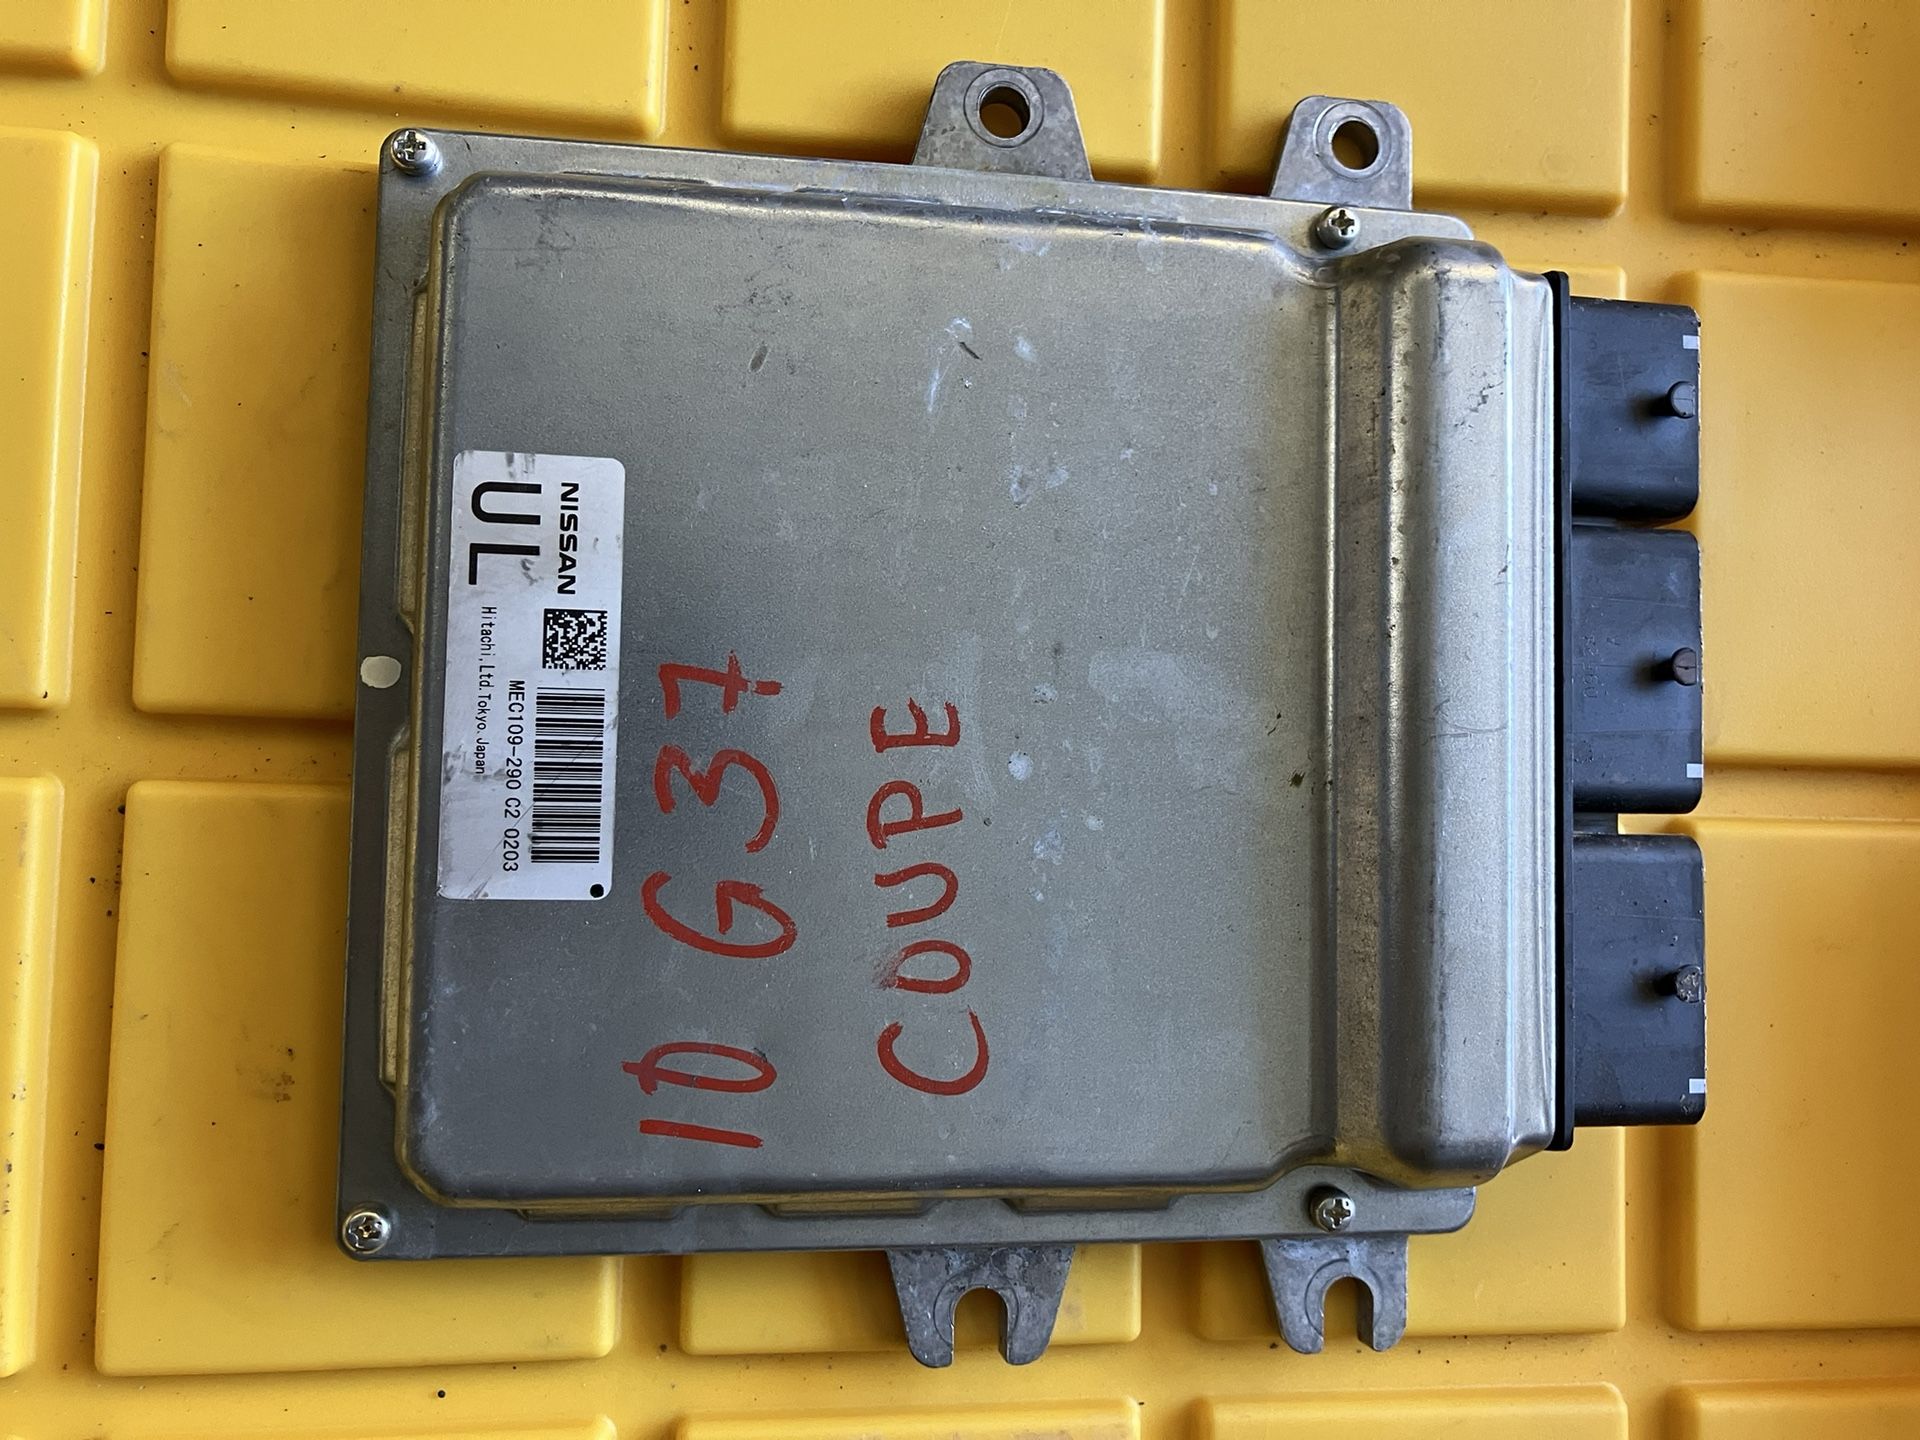 NISSAN
UL
MEC109-290 C2 0203
Hitachi,Ltd.Tokyo.Japan
10 G37
COUPE